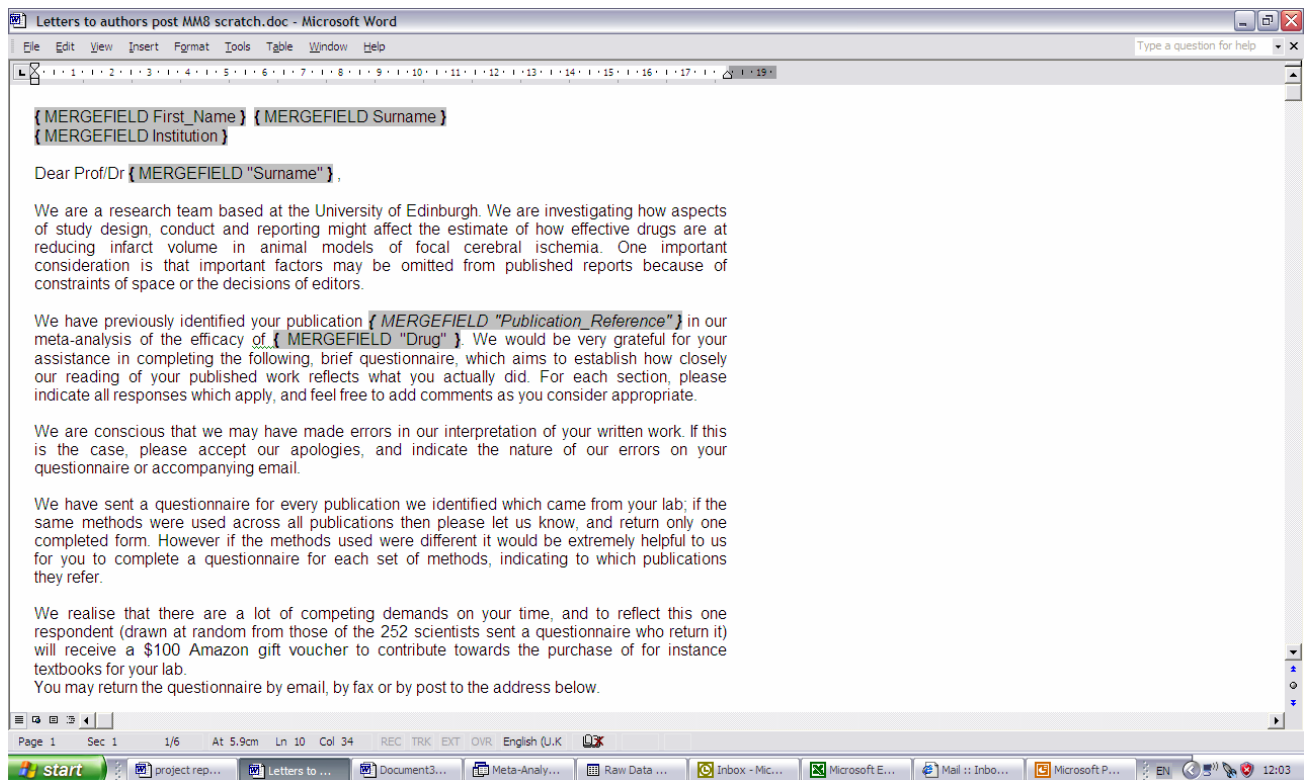 Letters to authors post MM8 scratch.doc - Microsoft Word
File Edit View Insert Format Tools Table Window Help
Type a question for help
1 2 3 4 5 6 7 8 9 10 11 12 13 14 15 16 17 19
{ MERGEFIELD First_Name } { MERGEFIELD Surname }
{ MERGEFIELD Institution }
Dear Prof/Dr { MERGEFIELD "Surname" } ,
We are a research team based at the University of Edinburgh. We are investigating how aspects
of study design, conduct and reporting might affect the estimate of how effective drugs are at
reducing infarct volume in animal models of focal cerebral ischemia. One important
consideration is that important factors may be omitted from published reports because of
constraints of space or the decisions of editors.
We have previously identified your publication { MERGEFIELD "Publication_Reference" } in our
meta-analysis of the efficacy of { MERGEFIELD "Drug" }. We would be very grateful for your
assistance in completing the following, brief questionnaire, which aims to establish how closely
our reading of your published work reflects what you actually did. For each section, please
indicate all responses which apply, and feel free to add comments as you consider appropriate.
We are conscious that we may have made errors in our interpretation of your written work. If this
is the case, please accept our apologies, and indicate the nature of our errors on your
questionnaire or accompanying email.
We have sent a questionnaire for every publication we identified which came from your lab; if the
same methods were used across all publications then please let us know, and return only one
completed form. However if the methods used were different it would be extremely helpful to us
for you to complete a questionnaire for each set of methods, indicating to which publications
they refer.
We realise that there are a lot of competing demands on your time, and to reflect this one
respondent (drawn at random from those of the 252 scientists sent a questionnaire who return it)
will receive a $100 Amazon gift voucher to contribute towards the purchase of for instance
textbooks for your lab.
You may return the questionnaire by email, by fax or by post to the address below.
Page 1 Sec 1 1/6 At 5.9cm Ln 10 Col 34 REC TRK EXT OVR English (U.K
start project rep... Letters to ... Document3... Meta-Analy... Raw Data ... Inbox - Mic... Microsoft E... Mail :: Inbo... Microsoft P... EN 12:03